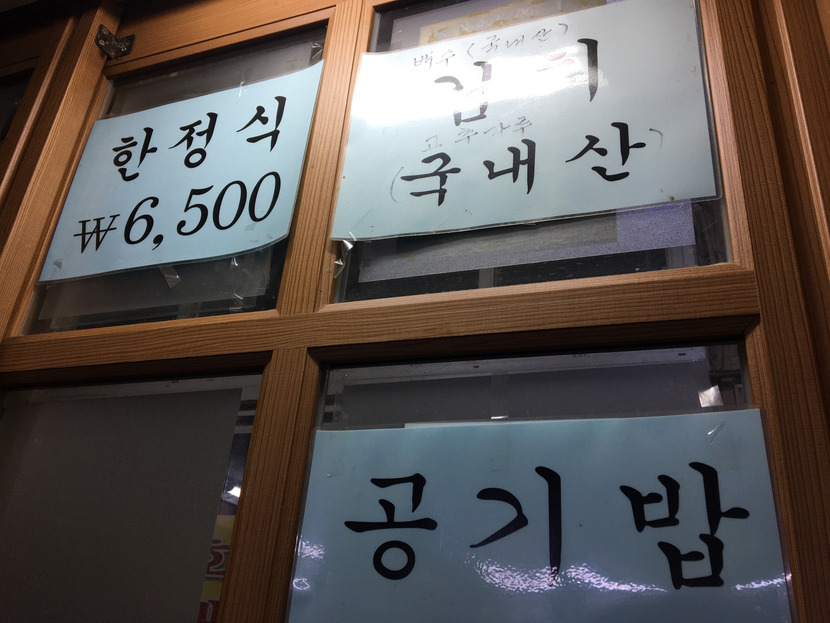 한정식
₩6,500
배추(국내산)
김치
고추가루
(국내산)
공기밥